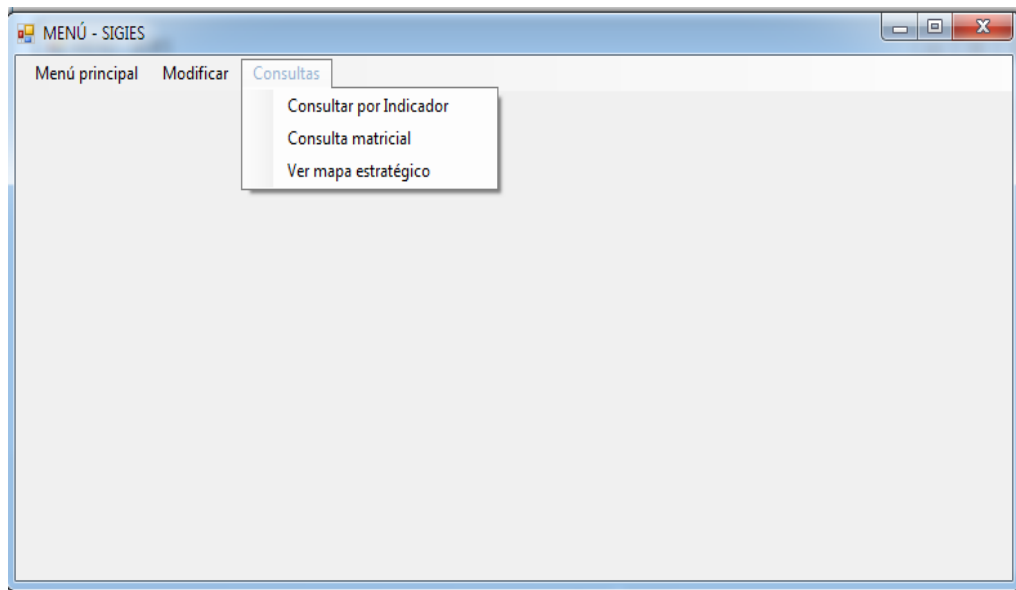 MENÚ - SIGIES
Menú principal Modificar Consultas
Consultar por Indicador
Consulta matricial
Ver mapa estratégico